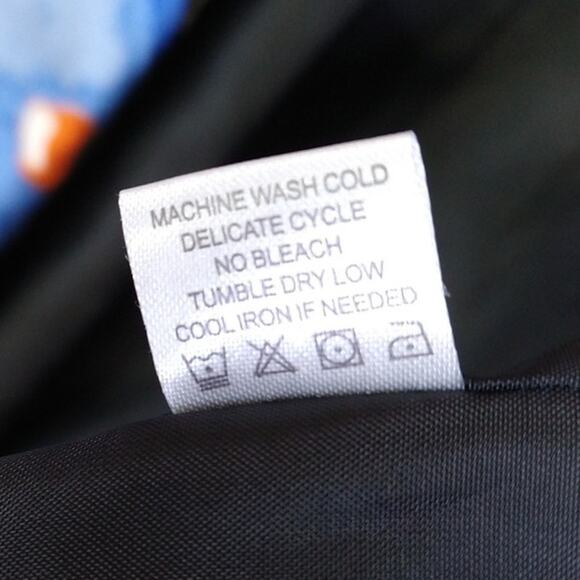 MACHINE WASH COLD
DELICATE CYCLE
NO BLEACH
TUMBLE DRY LOW
COOL IRON IF NEEDED